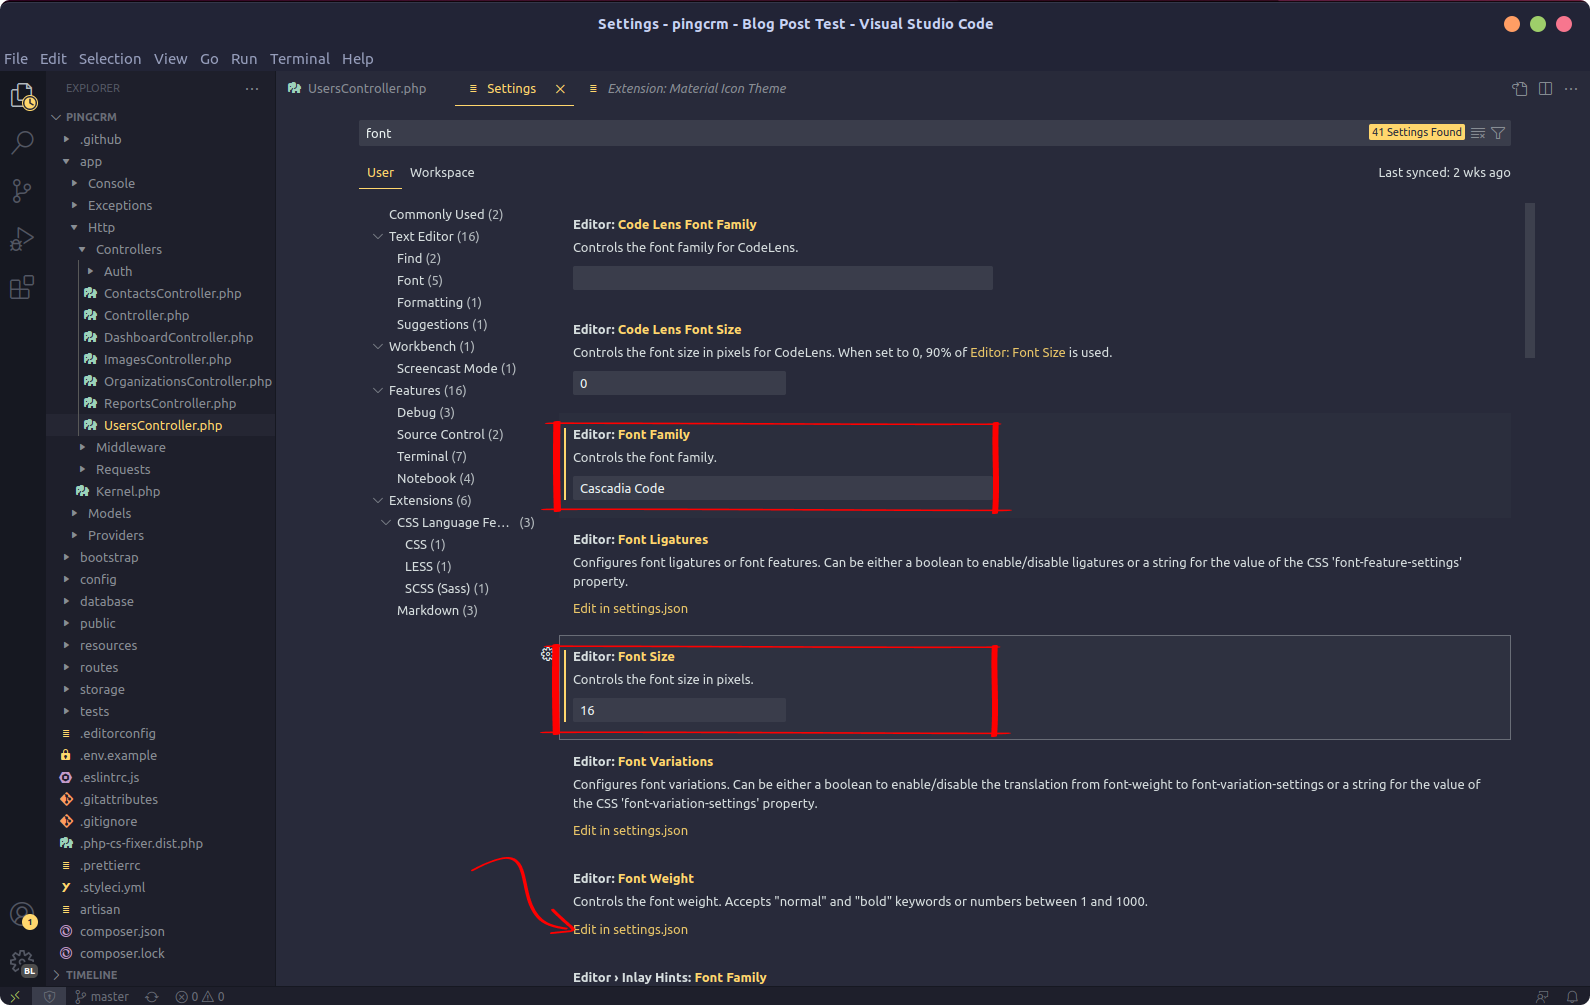 Settings - pingcrm - Blog Post Test - Visual Studio Code
File Edit Selection View Go Run Terminal Help
EXPLORER
UsersController.php
Settings
Extension: Material Icon Theme
PINGCRM
.github
app
Console
Exceptions
Http
Controllers
Auth
ContactsController.php
Controller.php
DashboardController.php
ImagesController.php
OrganizationsController.php
ReportsController.php
UsersController.php
Middleware
Requests
Kernel.php
Models
Providers
bootstrap
config
database
public
resources
routes
storage
tests
.editorconfig
.env.example
.eslintrc.js
.gitattributes
.gitignore
.php-cs-fixer.dist.php
.prettierrc
.styleci.yml
artisan
composer.json
composer.lock
TIMELINE
font
41 Settings Found
User Workspace
Last synced: 2 wks ago
Commonly Used (2)
Text Editor (16)
Find (2)
Font (5)
Formatting (1)
Suggestions (1)
Workbench (1)
Screencast Mode (1)
Features (16)
Debug (3)
Source Control (2)
Terminal (7)
Notebook (4)
Extensions (6)
CSS Language Fe... (3)
CSS (1)
LESS (1)
SCSS (Sass) (1)
Markdown (3)
Editor: Code Lens Font Family
Controls the font family for CodeLens.
Editor: Code Lens Font Size
Controls the font size in pixels for CodeLens. When set to 0, 90% of Editor: Font Size is used.
0
Editor: Font Family
Controls the font family.
Cascadia Code
Editor: Font Ligatures
Configures font ligatures or font features. Can be either a boolean to enable/disable ligatures or a string for the value of the CSS 'font-feature-settings'
property.
Edit in settings.json
Editor: Font Size
Controls the font size in pixels.
16
Editor: Font Variations
Configures font variations. Can be either a boolean to enable/disable the translation from font-weight to font-variation-settings or a string for the value of
the CSS 'font-variation-settings' property.
Edit in settings.json
Editor: Font Weight
Controls the font weight. Accepts "normal" and "bold" keywords or numbers between 1 and 1000.
Edit in settings.json
Editor › Inlay Hints: Font Family
1
BL
master
0 0